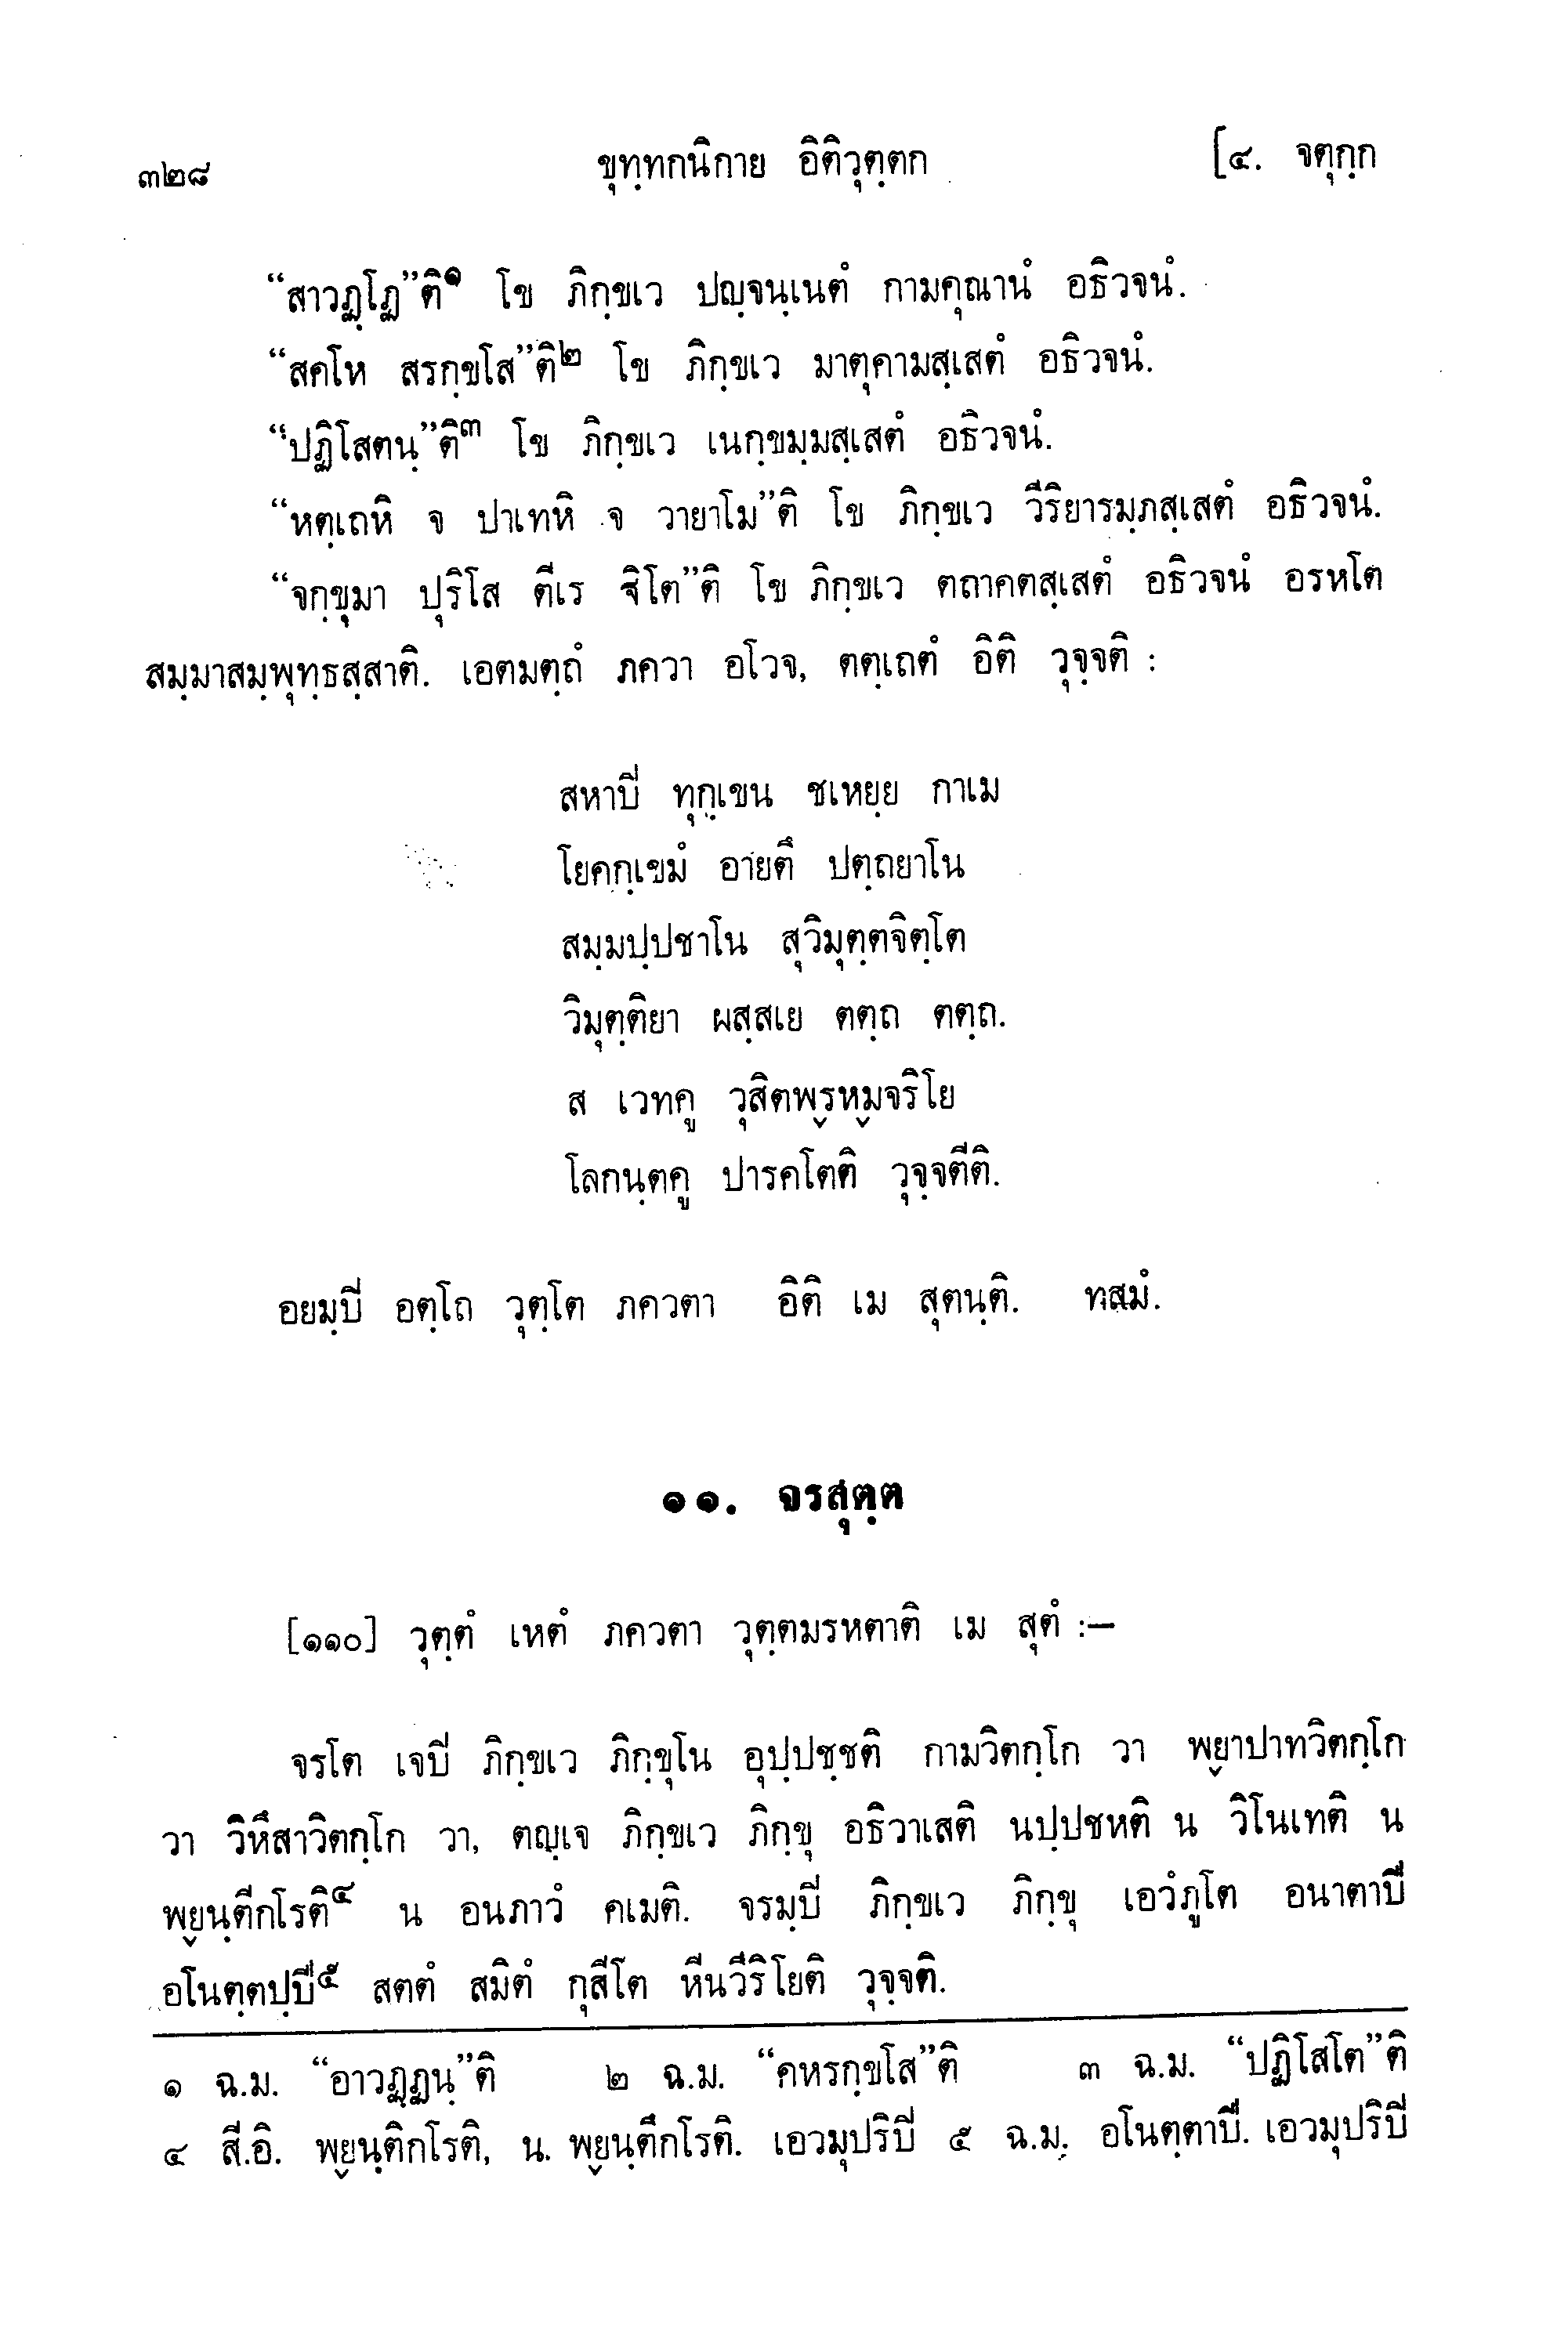 ๓๒๘ ขุทฺทกนิกาย อิติวุตฺตก [๔. จตุกฺก
“สาวฏฺโฏ”ติ๑ โข ภิกฺขเว ปญฺจนฺเนตํ กามคุณานํ อธิวจนํ.
“สคโห สรกฺขโส”ติ๒ โข ภิกฺขเว มาตุคามสฺเสตํ อธิวจนํ.
“ปฏิโสตนฺ”ติ๓ โข ภิกฺขเว เนกฺขมฺมสฺเสตํ อธิวจนํ.
“หตฺเถหิ จ ปาเทหิ จ วายาโม”ติ โข ภิกฺขเว วีริยารมฺภสฺเสตํ อธิวจนํ.
“จกฺขุมา ปุริโส ตีเร ฐิโต”ติ โข ภิกฺขเว ตถาคตสฺเสตํ อธิวจนํ อรหโต
สมฺมาสมฺพุทฺธสฺสาติ. เอตมตฺถํ ภควา อโวจ, ตตฺเถตํ อิติ วุจฺจติ :
สหาปิ ทุกฺเขน ชเหยฺย กาเม
โยคกฺเขมํ อายตึ ปตฺถยาโน
สมฺมปฺปชาโน สุวิมุตฺตจิตฺโต
วิมุตฺติยา ผสฺสเย ตตฺถ ตตฺถ.
ส เวทคู วุสิตพฺรหฺมจริโย
โลกนฺตคู ปารคโตติ วุจฺจตีติ.
อยมฺปิ อตฺโถ วุตฺโต ภควตา อิติ เม สุตนฺติ. ทสมํ.
๑๑. จรสุตฺต
[๑๑๐] วุตฺตํ เหตํ ภควตา วุตฺตมรหตาติ เม สุตํ :—
จรโต เจปิ ภิกฺขเว ภิกฺขุโน อุปฺปชฺชติ กามวิตกฺโก วา พฺยาปาทวิตกฺโก
วา วิหึสาวิตกฺโก วา, ตญฺเจ ภิกฺขเว ภิกฺขุ อธิวาเสติ นปฺปชหติ น วิโนเทติ น
พฺยนฺตีกโรติ๔ น อนภาวํ คเมติ. จรมฺปิ ภิกฺขเว ภิกฺขุ เอวํภูโต อนาตาปี
อโนตฺตปฺปี๕ สตตํ สมิตํ กุสีโต หีนวีริโยติ วุจฺจติ.
๑ ฉ.ม. “อาวฏฺฏนฺ”ติ ๒ ฉ.ม. “คหรกฺขโส”ติ ๓ ฉ.ม. “ปฏิโสโต”ติ
๔ สี.อิ. พฺยนฺติกโรติ, น. พฺยนฺตึกโรติ. เอวมุปริปิ ๕ ฉ.ม. อโนตฺตาปี. เอวมุปริปิ